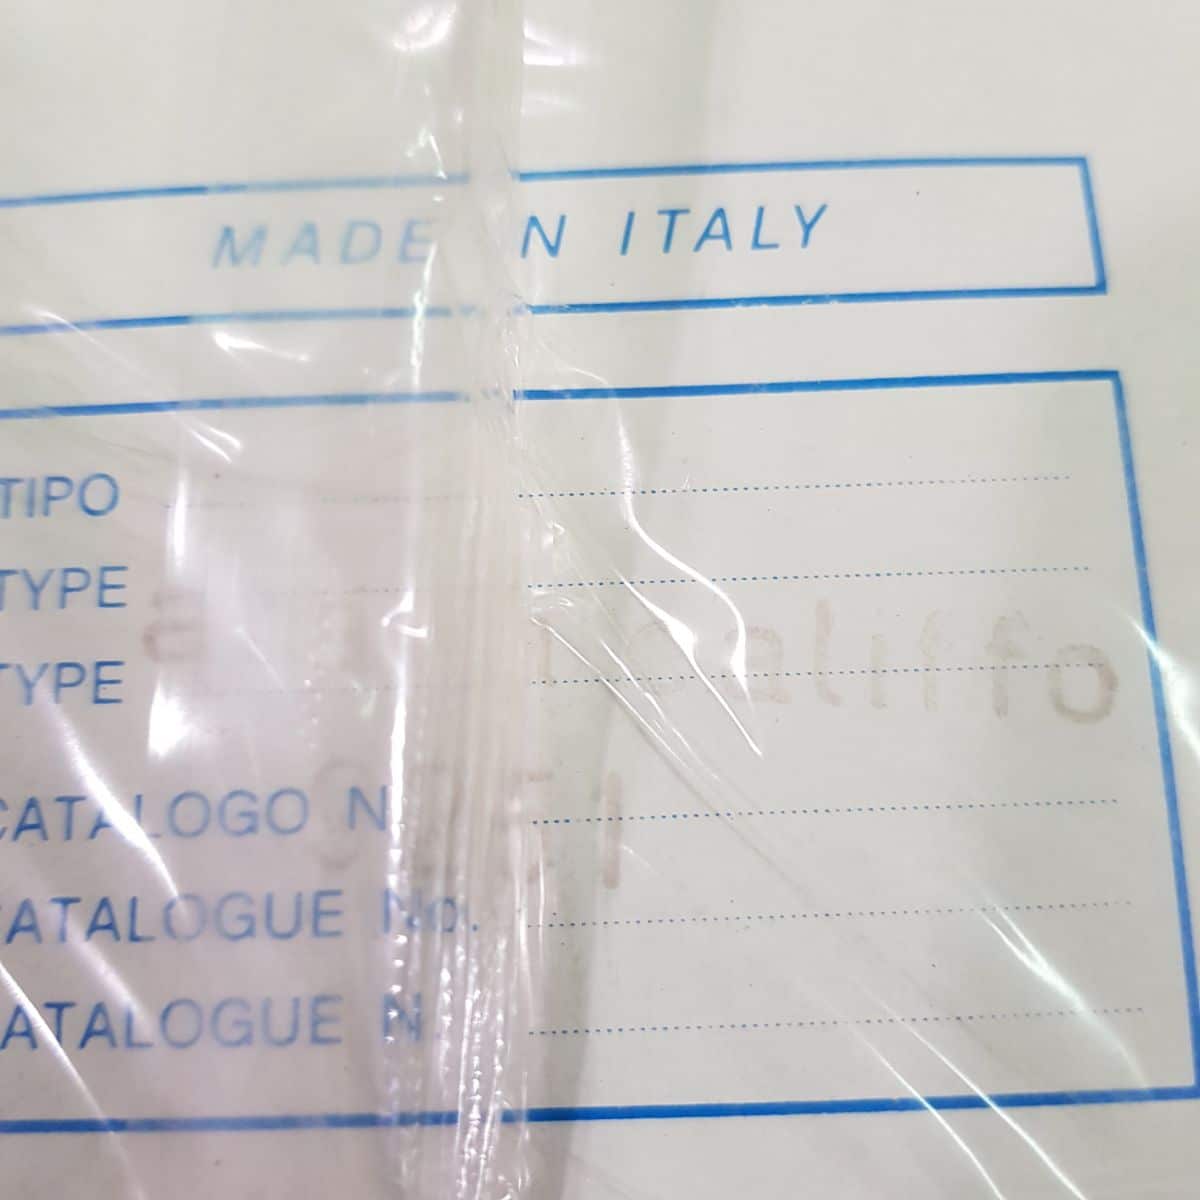 MADE IN ITALY
TIPO
TYPE
TYPE
CATALOGO N.
CATALOGUE No.
CATALOGUE N.